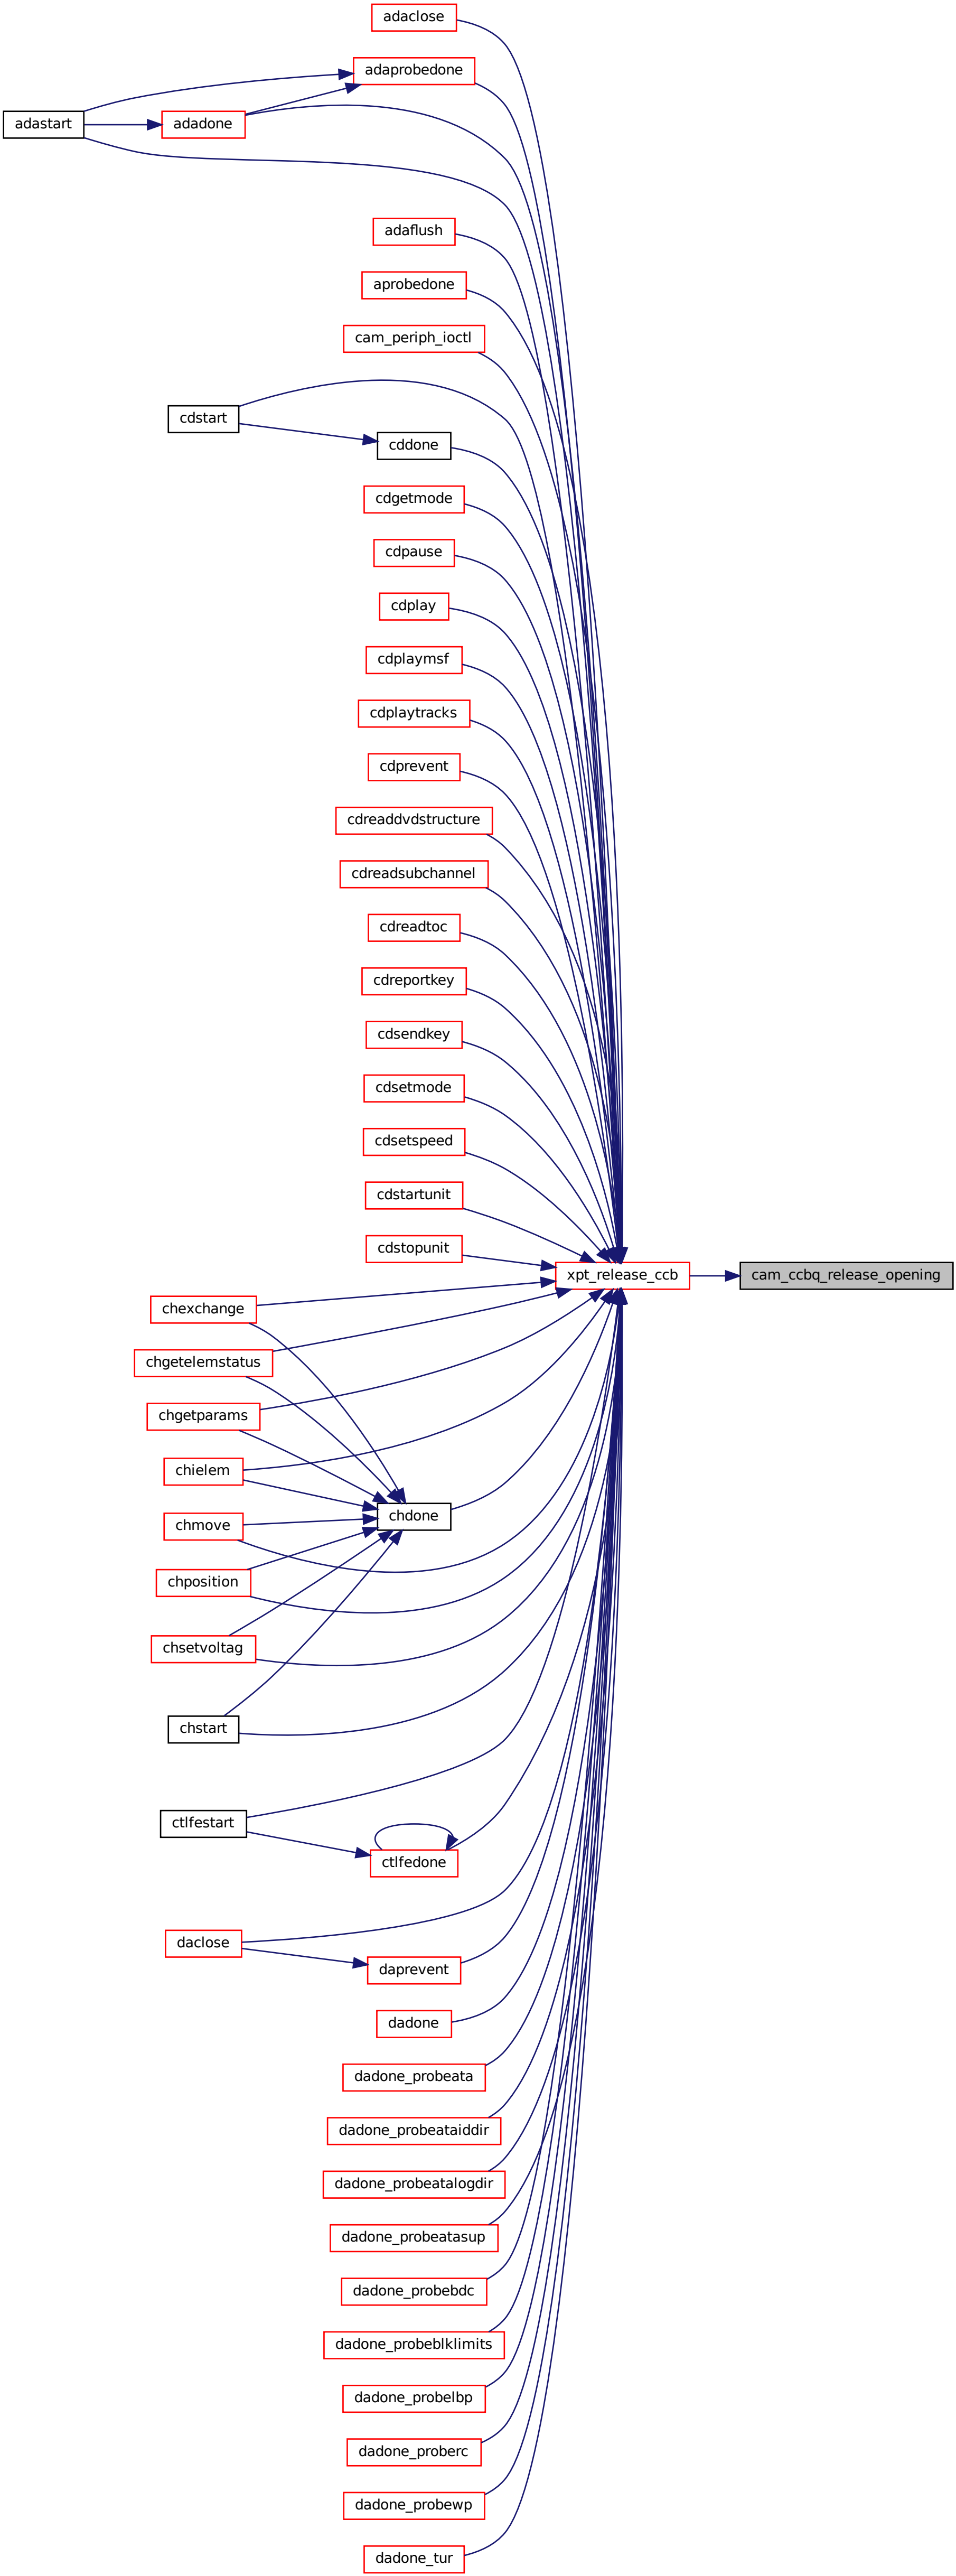 adaclose
adaprobedone
adastart
adadone
adaflush
aprobedone
cam_periph_ioctl
cdstart
cddone
cdgetmode
cdpause
cdplay
cdplaymsf
cdplaytracks
cdprevent
cdreaddvdstructure
cdreadsubchannel
cdreadtoc
cdreportkey
cdsendkey
cdsetmode
cdsetspeed
cdstartunit
cdstopunit
xpt_release_ccb
cam_ccbq_release_opening
chexchange
chgetelemstatus
chgetparams
chielem
chdone
chmove
chposition
chsetvoltag
chstart
ctlfestart
ctlfedone
daclose
daprevent
dadone
dadone_probeata
dadone_probeataiddir
dadone_probeatalogdir
dadone_probeatasup
dadone_probebdc
dadone_probeblklimits
dadone_probelbp
dadone_proberc
dadone_probewp
dadone_tur